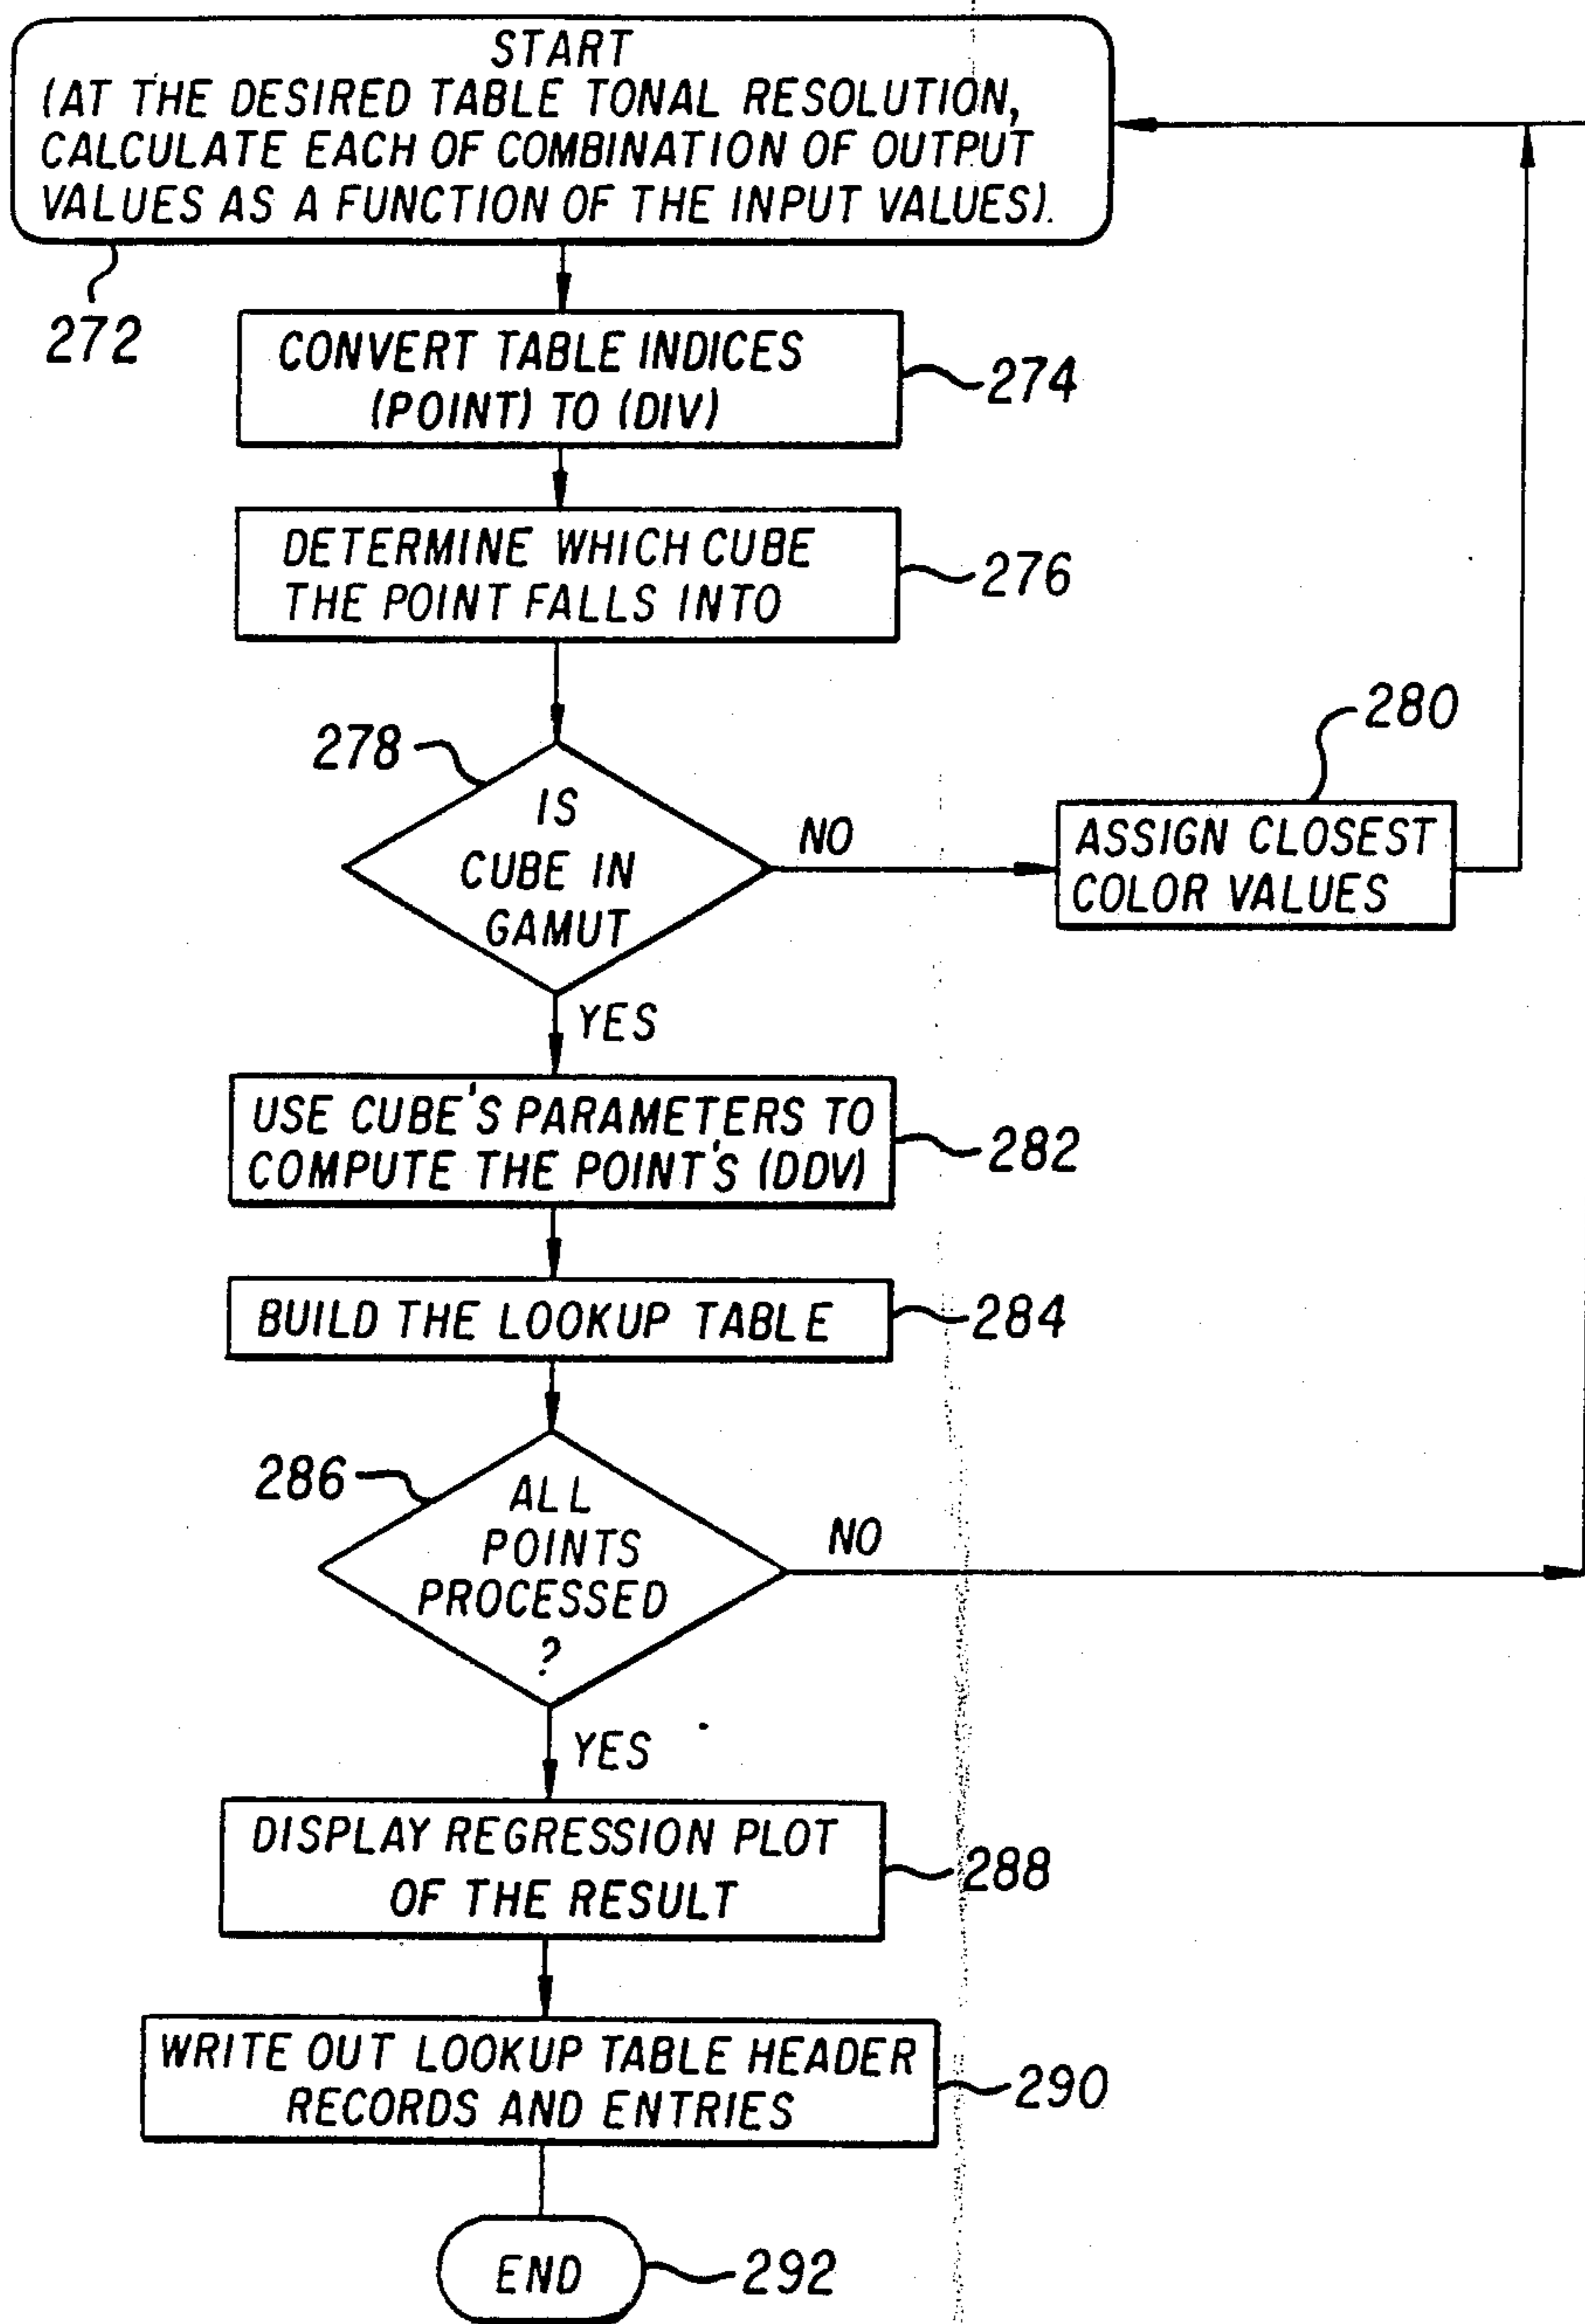 START
(AT THE DESIRED TABLE TONAL RESOLUTION,
CALCULATE EACH OF COMBINATION OF OUTPUT
VALUES AS A FUNCTION OF THE INPUT VALUES).
272
CONVERT TABLE INDICES
(POINT) TO (DIV)
274
DETERMINE WHICH CUBE
THE POINT FALLS INTO
276
278
IS
CUBE IN
GAMUT
NO
280
ASSIGN CLOSEST
COLOR VALUES
YES
USE CUBE'S PARAMETERS TO
COMPUTE THE POINT'S (DDV)
282
BUILD THE LOOKUP TABLE
284
286
ALL
POINTS
PROCESSED
?
NO
YES
DISPLAY REGRESSION PLOT
OF THE RESULT
288
WRITE OUT LOOKUP TABLE HEADER
RECORDS AND ENTRIES
290
END
292